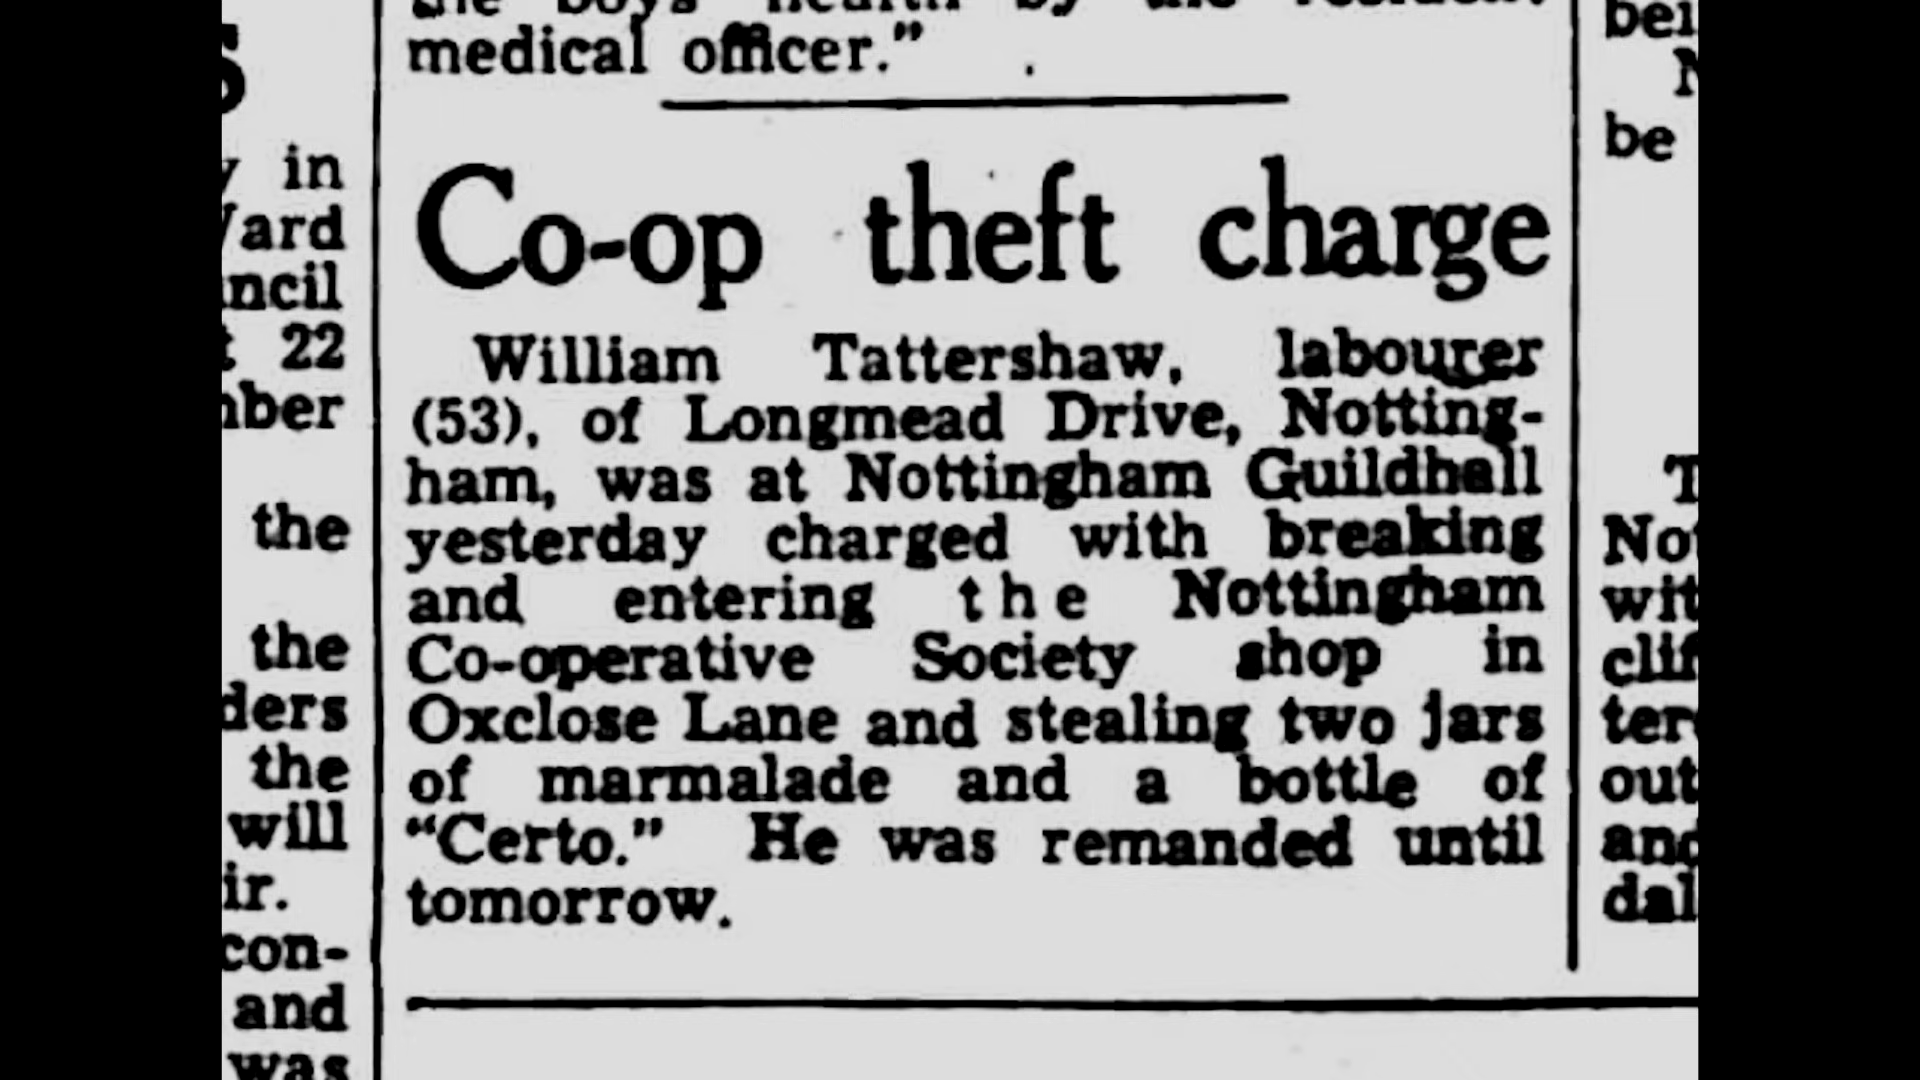 medical officer."
Co-op theft charge
William Tattershaw, labourer
(53), of Longmead Drive, Notting-
ham, was at Nottingham Guildhall
yesterday charged with breaking
and entering the Nottingham
Co-operative Society shop in
Oxclose Lane and stealing two jars
of marmalade and a bottle of
"Certo." He was remanded until
tomorrow.
in
22
the
the
the
will
con-
and
was
be